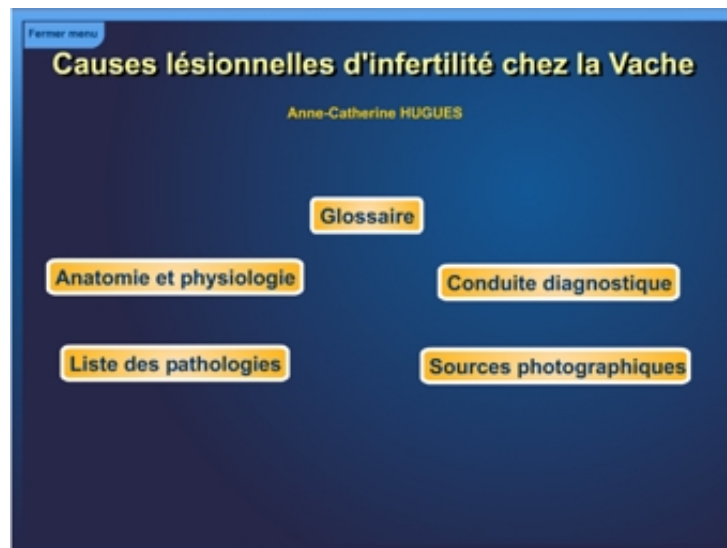 Fermer menu
Causes lésionnelles d'infertilité chez la Vache
Anne-Catherine HUGUES
Glossaire
Anatomie et physiologie
Conduite diagnostique
Liste des pathologies
Sources photographiques